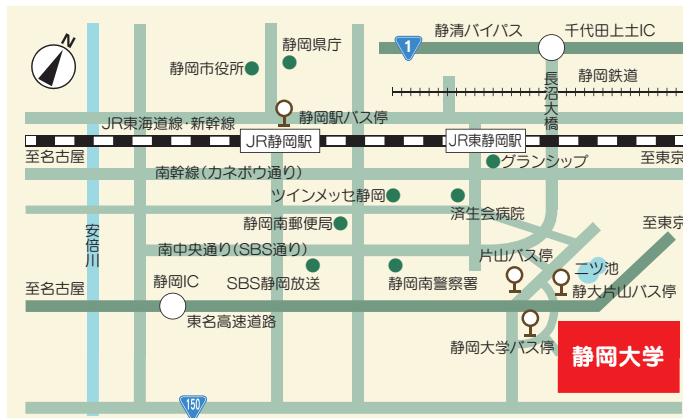 N
静岡県庁
静岡市役所
1
静清バイパス
千代田上土IC
静岡鉄道
長沼大橋
静岡駅バス停
JR東海道線・新幹線
JR静岡駅
JR東静岡駅
至名古屋
グランシップ
至東京
南幹線(カネボウ通り)
ツインメッセ静岡
済生会病院
静岡南郵便局
至東京
安倍川
南中央通り(SBS通り)
片山バス停
二ツ池
静岡IC
SBS静岡放送
静岡南警察署
静大片山バス停
至名古屋
東名高速道路
静岡大学バス停
静岡大学
150